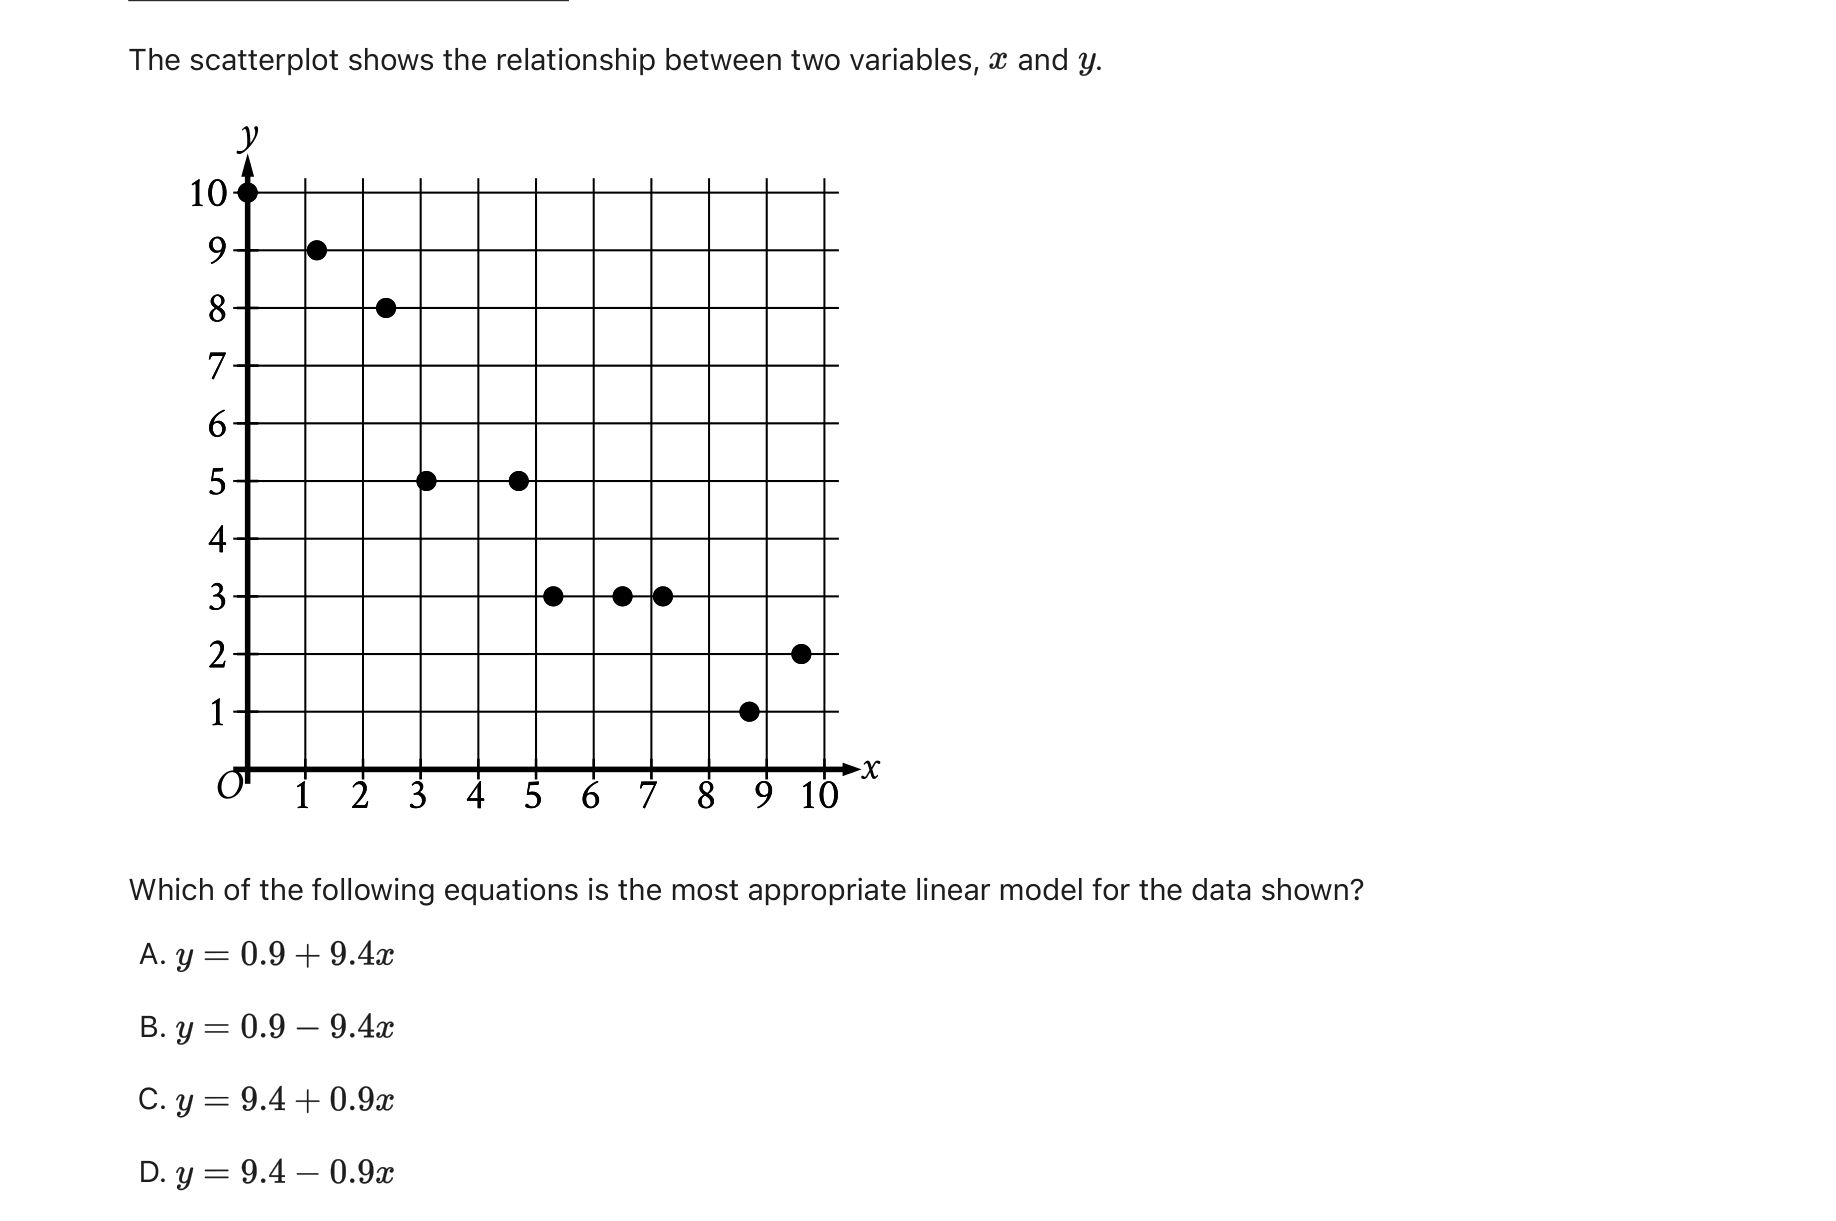 The scatterplot shows the relationship between two variables, x and y.
y
10
9
8
7
6
5
4
3
2
1
O
1 2 3 4 5 6 7 8 9 10
x
Which of the following equations is the most appropriate linear model for the data shown?
A. y = 0.9 + 9.4x
B. y = 0.9 − 9.4x
C. y = 9.4 + 0.9x
D. y = 9.4 − 0.9x